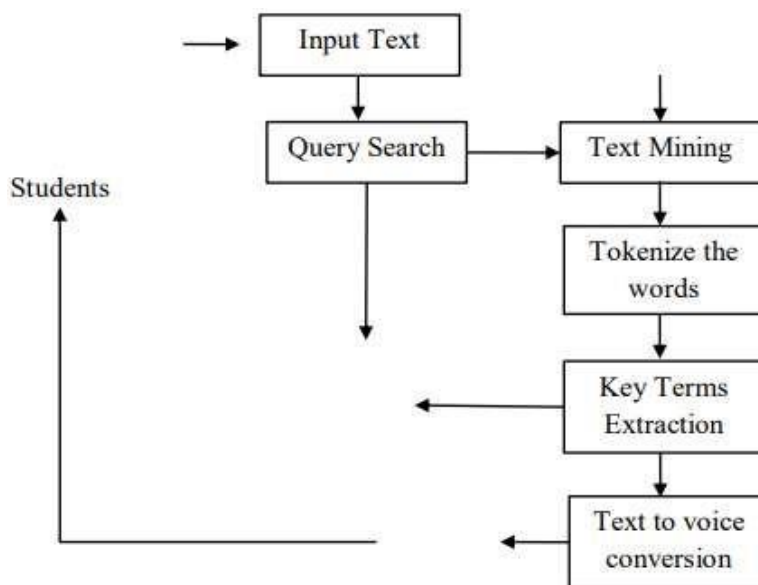 Input Text
Query Search
Text Mining
Students
Tokenize the
words
Key Terms
Extraction
Text to voice
conversion